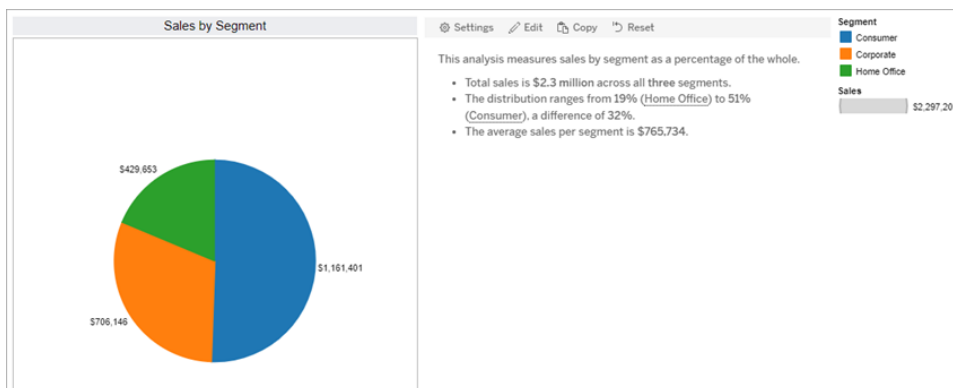 Sales by Segment
Settings Edit Copy Reset
This analysis measures sales by segment as a percentage of the whole.
• Total sales is $2.3 million across all three segments.
• The distribution ranges from 19% (Home Office) to 51%
(Consumer), a difference of 32%.
• The average sales per segment is $765,734.
Segment
Consumer
Corporate
Home Office
Sales
$2,297,20
$429,653
$1,161,401
$706,146